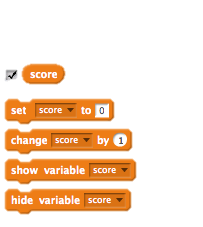 score
set score to 0
change score by 1
show variable score
hide variable score